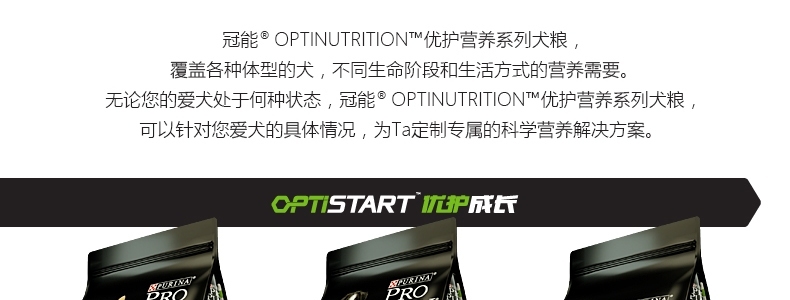 冠能® OPTINUTRITION™优护营养系列犬粮，
覆盖各种体型的犬，不同生命阶段和生活方式的营养需要。
无论您的爱犬处于何种状态，冠能® OPTINUTRITION™优护营养系列犬粮，
可以针对您爱犬的具体情况，为Ta定制专属的科学营养解决方案。
OPTISTART™优护成长
PURINA PURINA PURINA
PRO PRO PRO